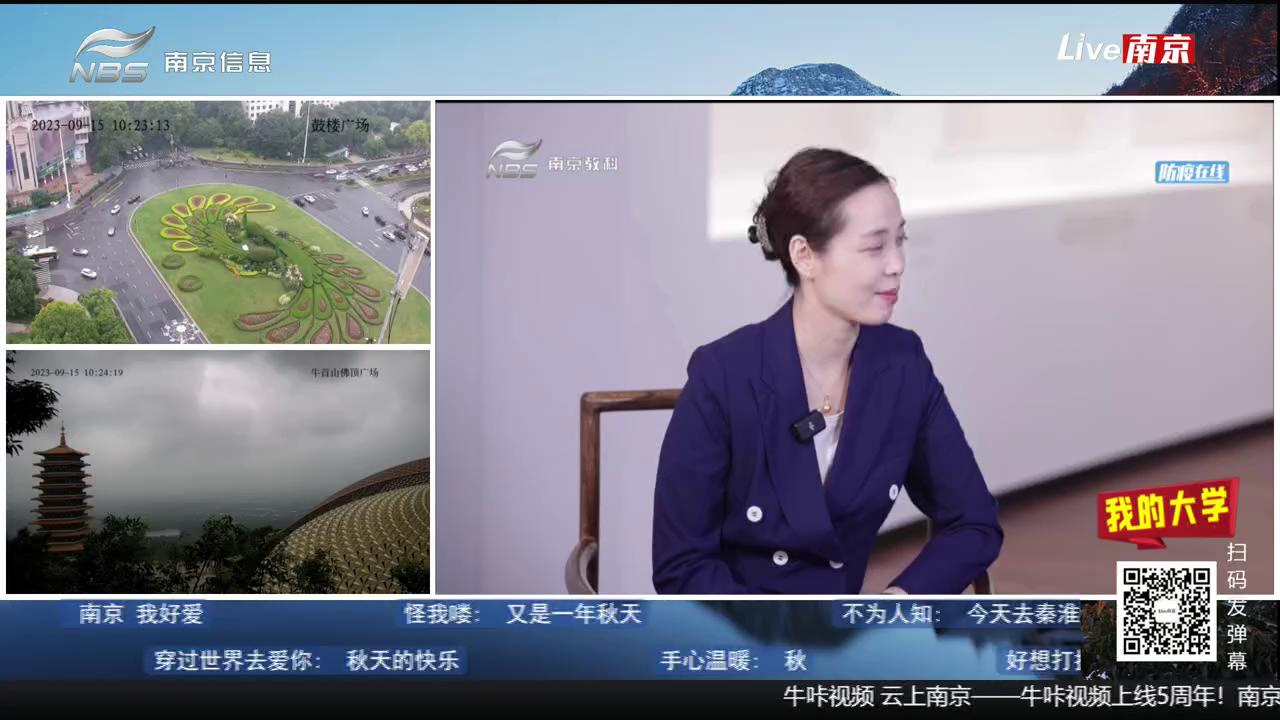 NBS 南京信息
Live南京
2023-09-15 10:23:13
鼓楼广场
NBS 南京教科
防疫在线
2023-09-15 10:24:19
牛首山佛顶广场
我的大学
扫码发弹幕
南京 我好爱
怪我喽： 又是一年秋天
不为人知： 今天去秦淮
穿过世界去爱你： 秋天的快乐
手心温暖： 秋
好想打
牛咔视频 云上南京——牛咔视频上线5周年！南京